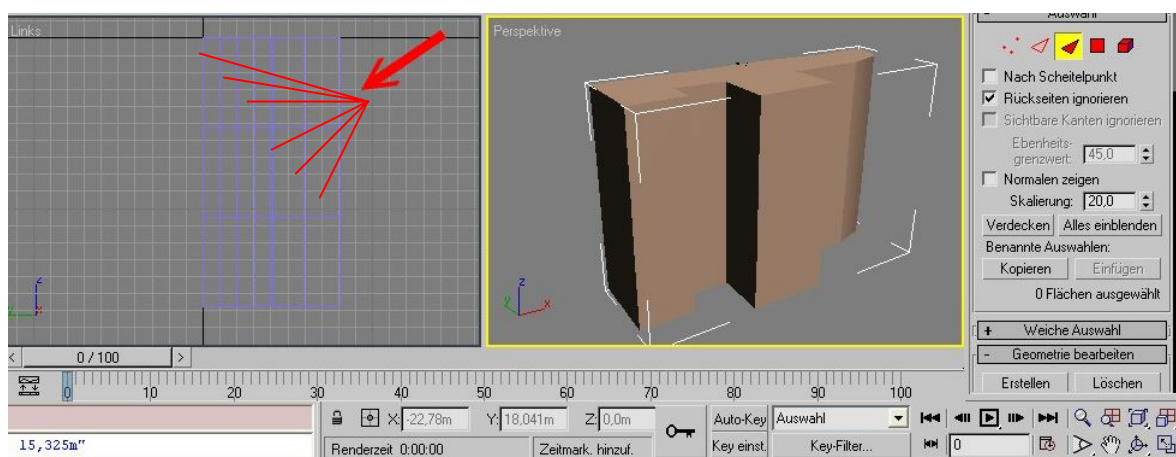 Links
Perspektive
Auswahl
Nach Scheitelpunkt
Rückseiten ignorieren
Sichtbare Kanten ignorieren
Ebenheits-
grenzwert: 45,0
Normalen zeigen
Skalierung: 20,0
Verdecken Alles einblenden
Benannte Auswahlen:
Kopieren Einfügen
0 Flächen ausgewählt
+ Weiche Auswahl
- Geometrie bearbeiten
Erstellen Löschen
z
x
z
y
x
< 0 / 100 >
0 10 20 30 40 50 60 70 80 90 100
X: -22,78m Y: 18,041m Z: 0,0m
Auto-Key Auswahl
15,325m"
Renderzeit 0:00:00 Zeitmark. hinzuf.
Key einst. Key-Filter... 0